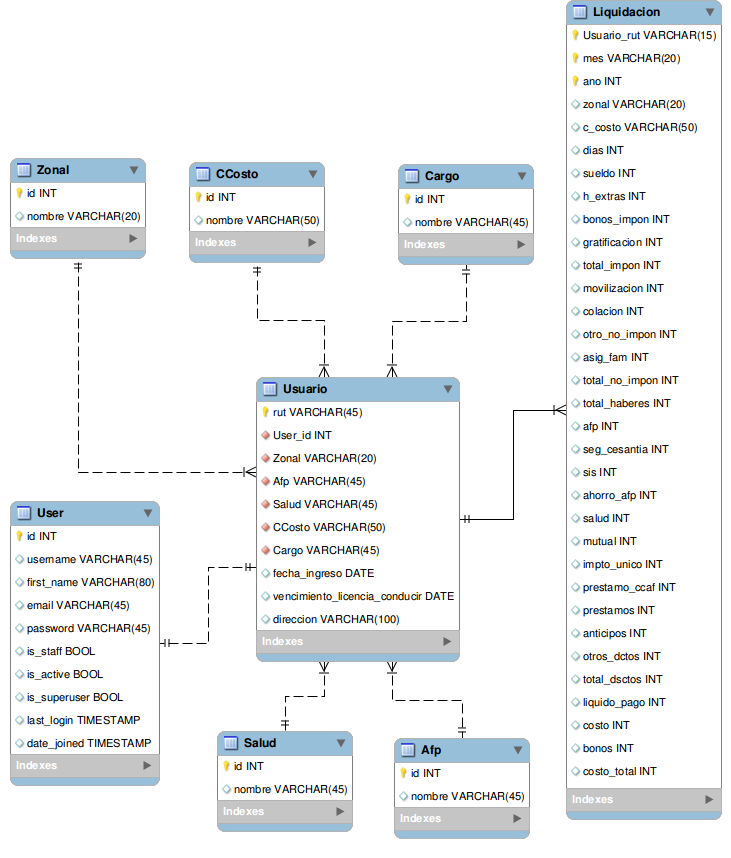 Zonal
id INT
nombre VARCHAR(20)
Indexes
CCosto
id INT
nombre VARCHAR(50)
Indexes
Cargo
id INT
nombre VARCHAR(45)
Indexes
Liquidacion
Usuario_rut VARCHAR(15)
mes VARCHAR(20)
ano INT
zonal VARCHAR(20)
c_costo VARCHAR(50)
dias INT
sueldo INT
h_extras INT
bonos_impon INT
gratificacion INT
total_impon INT
movilizacion INT
colacion INT
otro_no_impon INT
asig_fam INT
total_no_impon INT
total_haberes INT
afp INT
seg_cesantia INT
sis INT
ahorro_afp INT
salud INT
mutual INT
impto_unico INT
prestamo_ccaf INT
prestamos INT
anticipos INT
otros_dctos INT
total_dsctos INT
liquido_pago INT
costo INT
bonos INT
costo_total INT
Indexes
Usuario
rut VARCHAR(45)
User_id INT
Zonal VARCHAR(20)
Afp VARCHAR(45)
Salud VARCHAR(45)
CCosto VARCHAR(50)
Cargo VARCHAR(45)
fecha_ingreso DATE
vencimiento_licencia_conducir DATE
direccion VARCHAR(100)
Indexes
User
id INT
username VARCHAR(45)
first_name VARCHAR(80)
email VARCHAR(45)
password VARCHAR(45)
is_staff BOOL
is_active BOOL
is_superuser BOOL
last_login TIMESTAMP
date_joined TIMESTAMP
Indexes
Salud
id INT
nombre VARCHAR(45)
Indexes
Afp
id INT
nombre VARCHAR(45)
Indexes